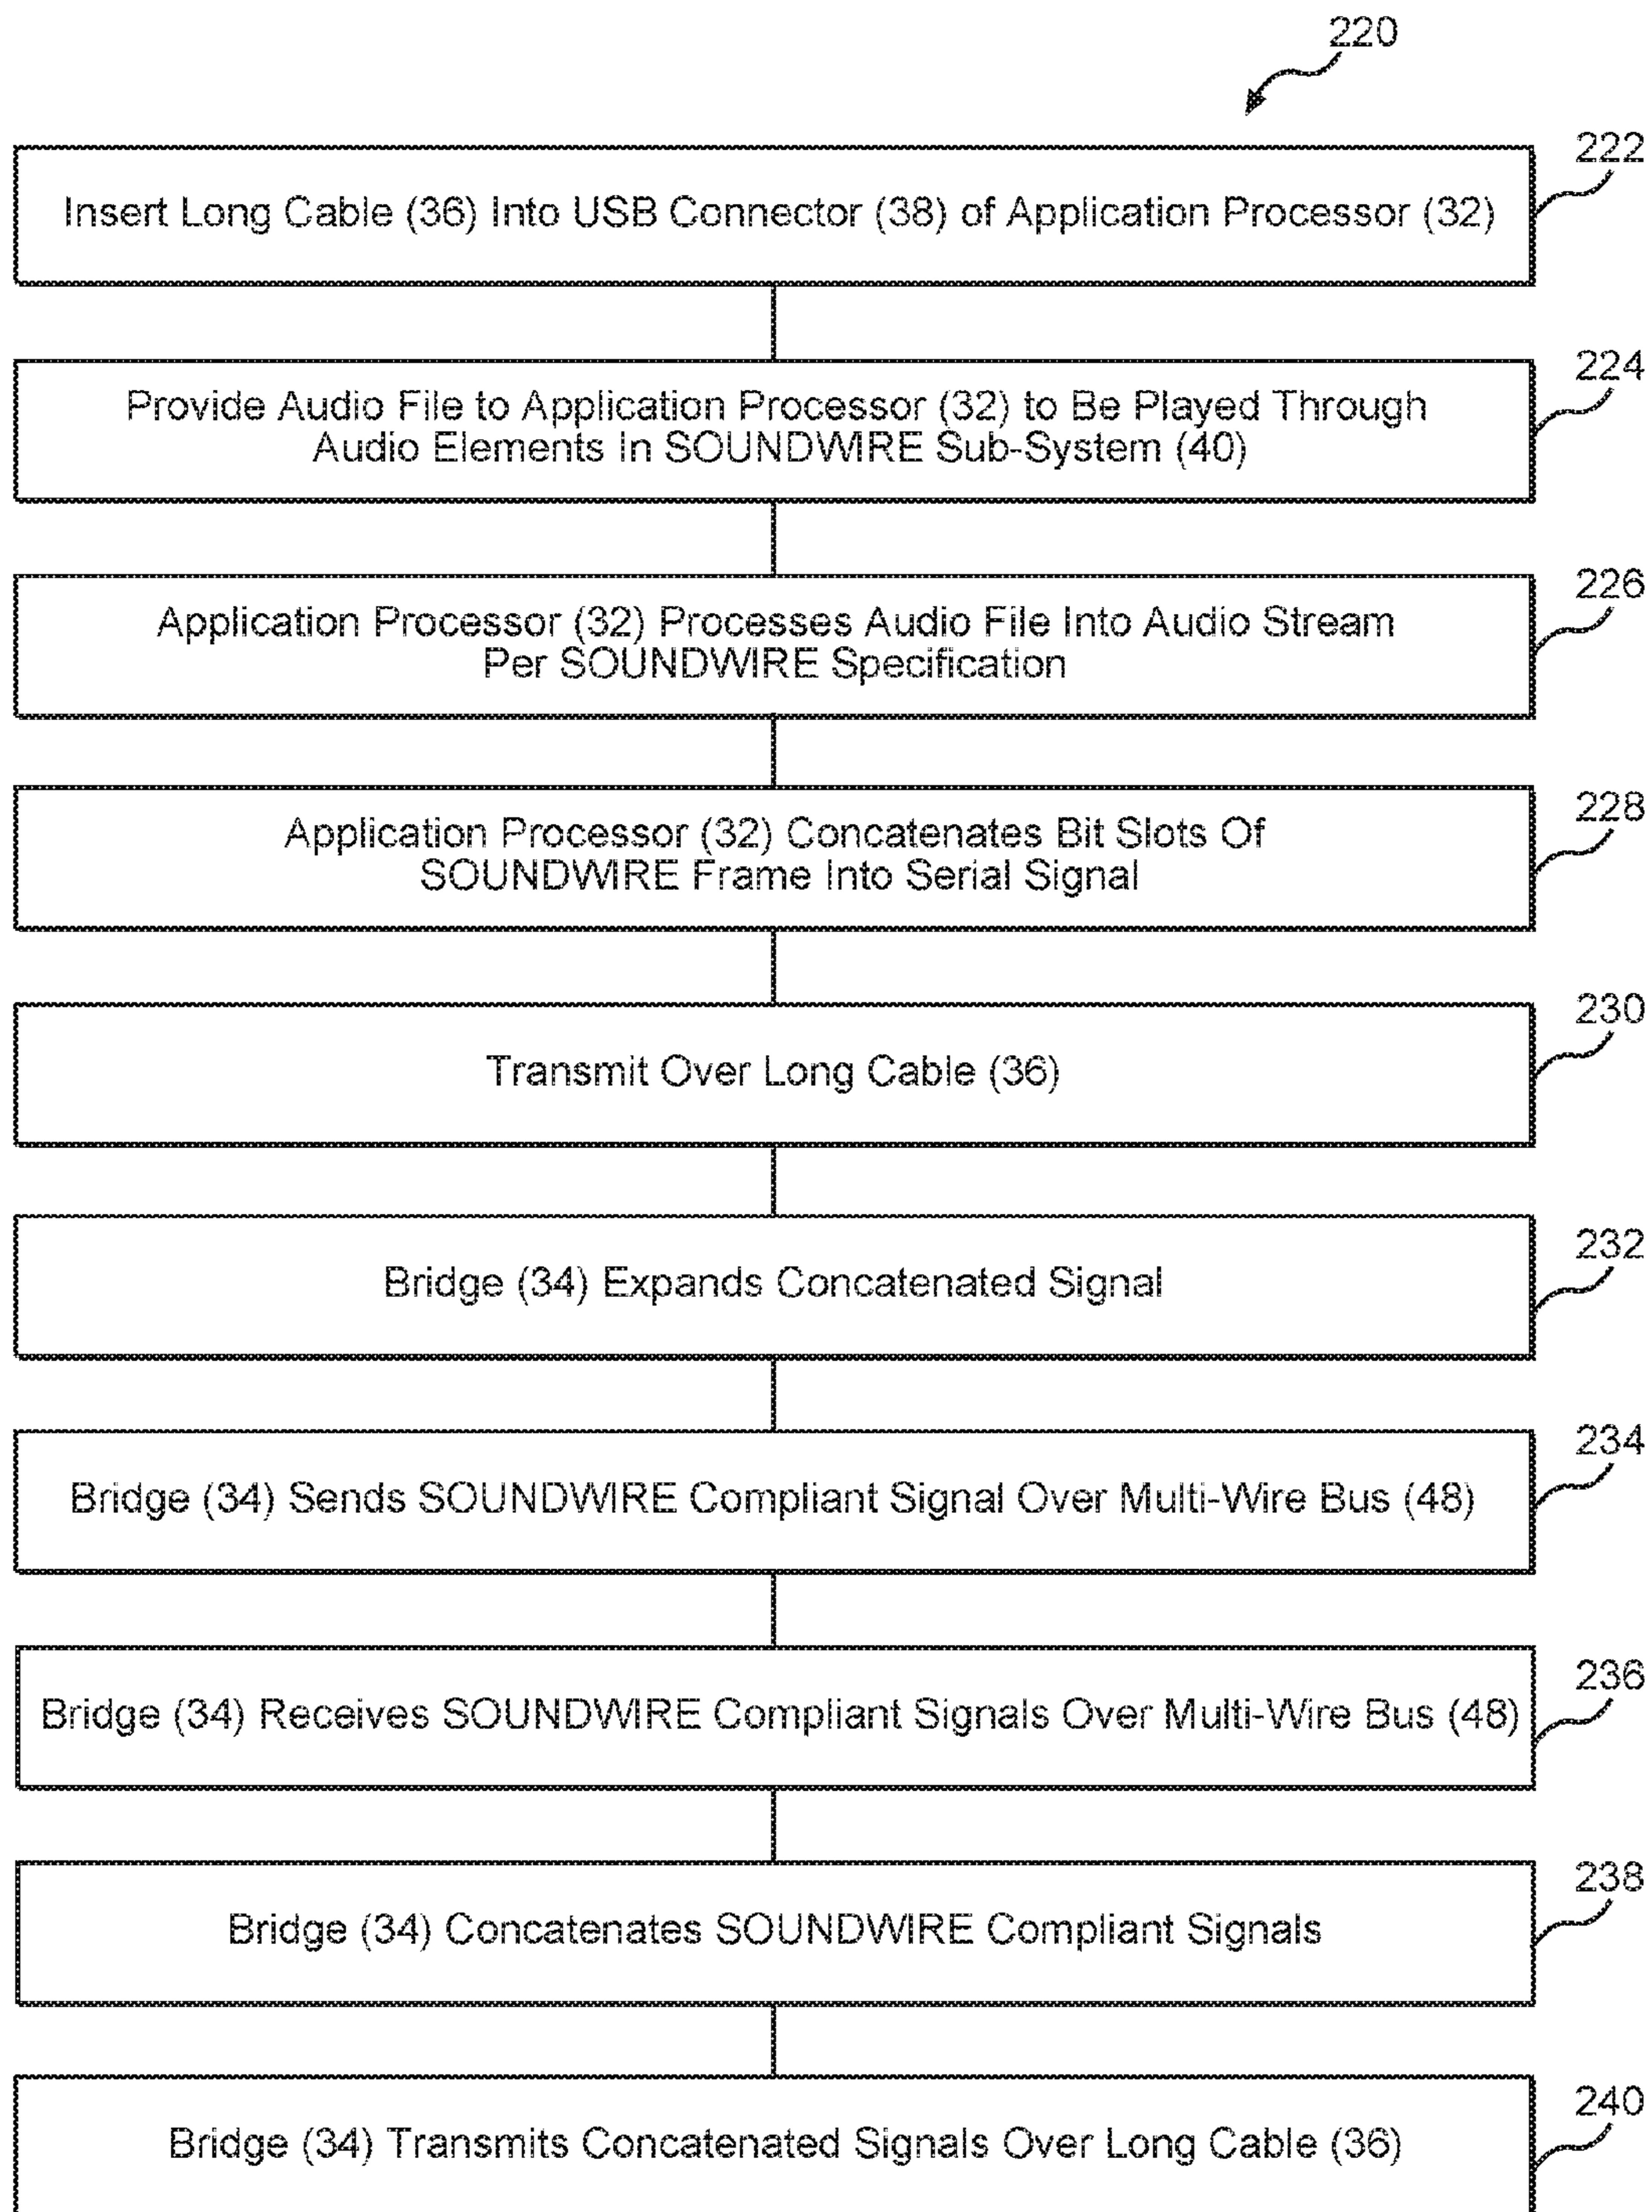 220
222
Insert Long Cable (36) Into USB Connector (38) of Application Processor (32)
224
Provide Audio File to Application Processor (32) to Be Played Through
Audio Elements In SOUNDWIRE Sub-System (40)
226
Application Processor (32) Processes Audio File Into Audio Stream
Per SOUNDWIRE Specification
228
Application Processor (32) Concatenates Bit Slots Of
SOUNDWIRE Frame Into Serial Signal
230
Transmit Over Long Cable (36)
232
Bridge (34) Expands Concatenated Signal
234
Bridge (34) Sends SOUNDWIRE Compliant Signal Over Multi-Wire Bus (48)
236
Bridge (34) Receives SOUNDWIRE Compliant Signals Over Multi-Wire Bus (48)
238
Bridge (34) Concatenates SOUNDWIRE Compliant Signals
240
Bridge (34) Transmits Concatenated Signals Over Long Cable (36)